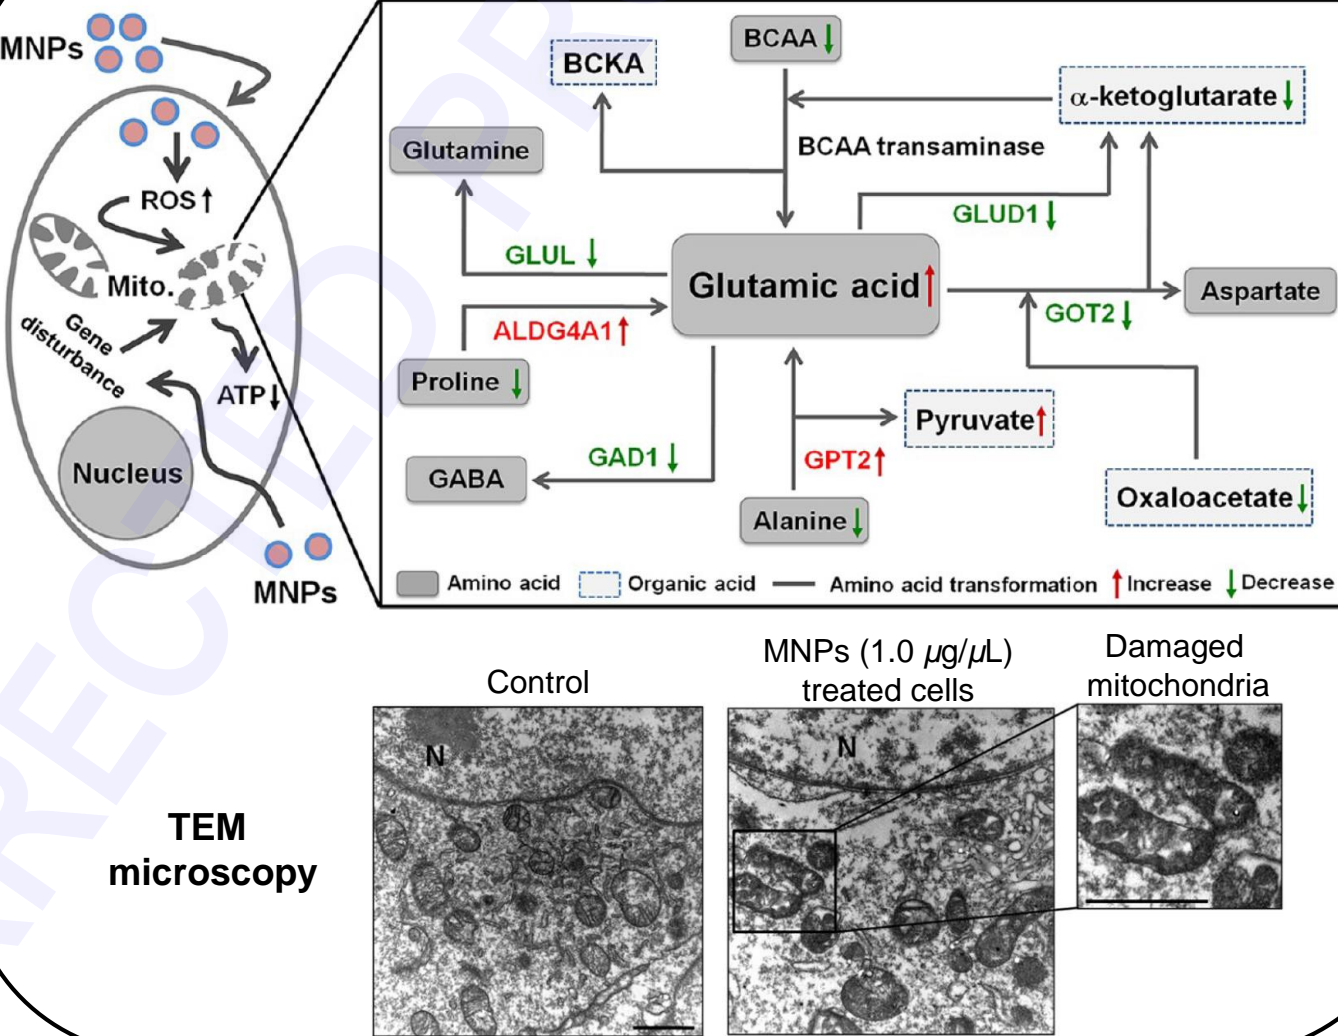 MNPs
ROS↑
Mito.
Gene
disturbance
ATP↓
Nucleus
MNPs
BCAA↓
BCKA
α-ketoglutarate↓
Glutamine
BCAA transaminase
GLUD1↓
GLUL ↓
Glutamic acid↑
Aspartate
GOT2↓
ALDG4A1↑
Proline ↓
Pyruvate↑
GAD1 ↓
GPT2↑
GABA
Oxaloacetate↓
Alanine↓
Amino acid
Organic acid
Amino acid transformation
↑Increase
↓Decrease
Control
MNPs (1.0 µg/µL)
treated cells
Damaged
mitochondria
N
N
TEM
microscopy
RRECTED PR